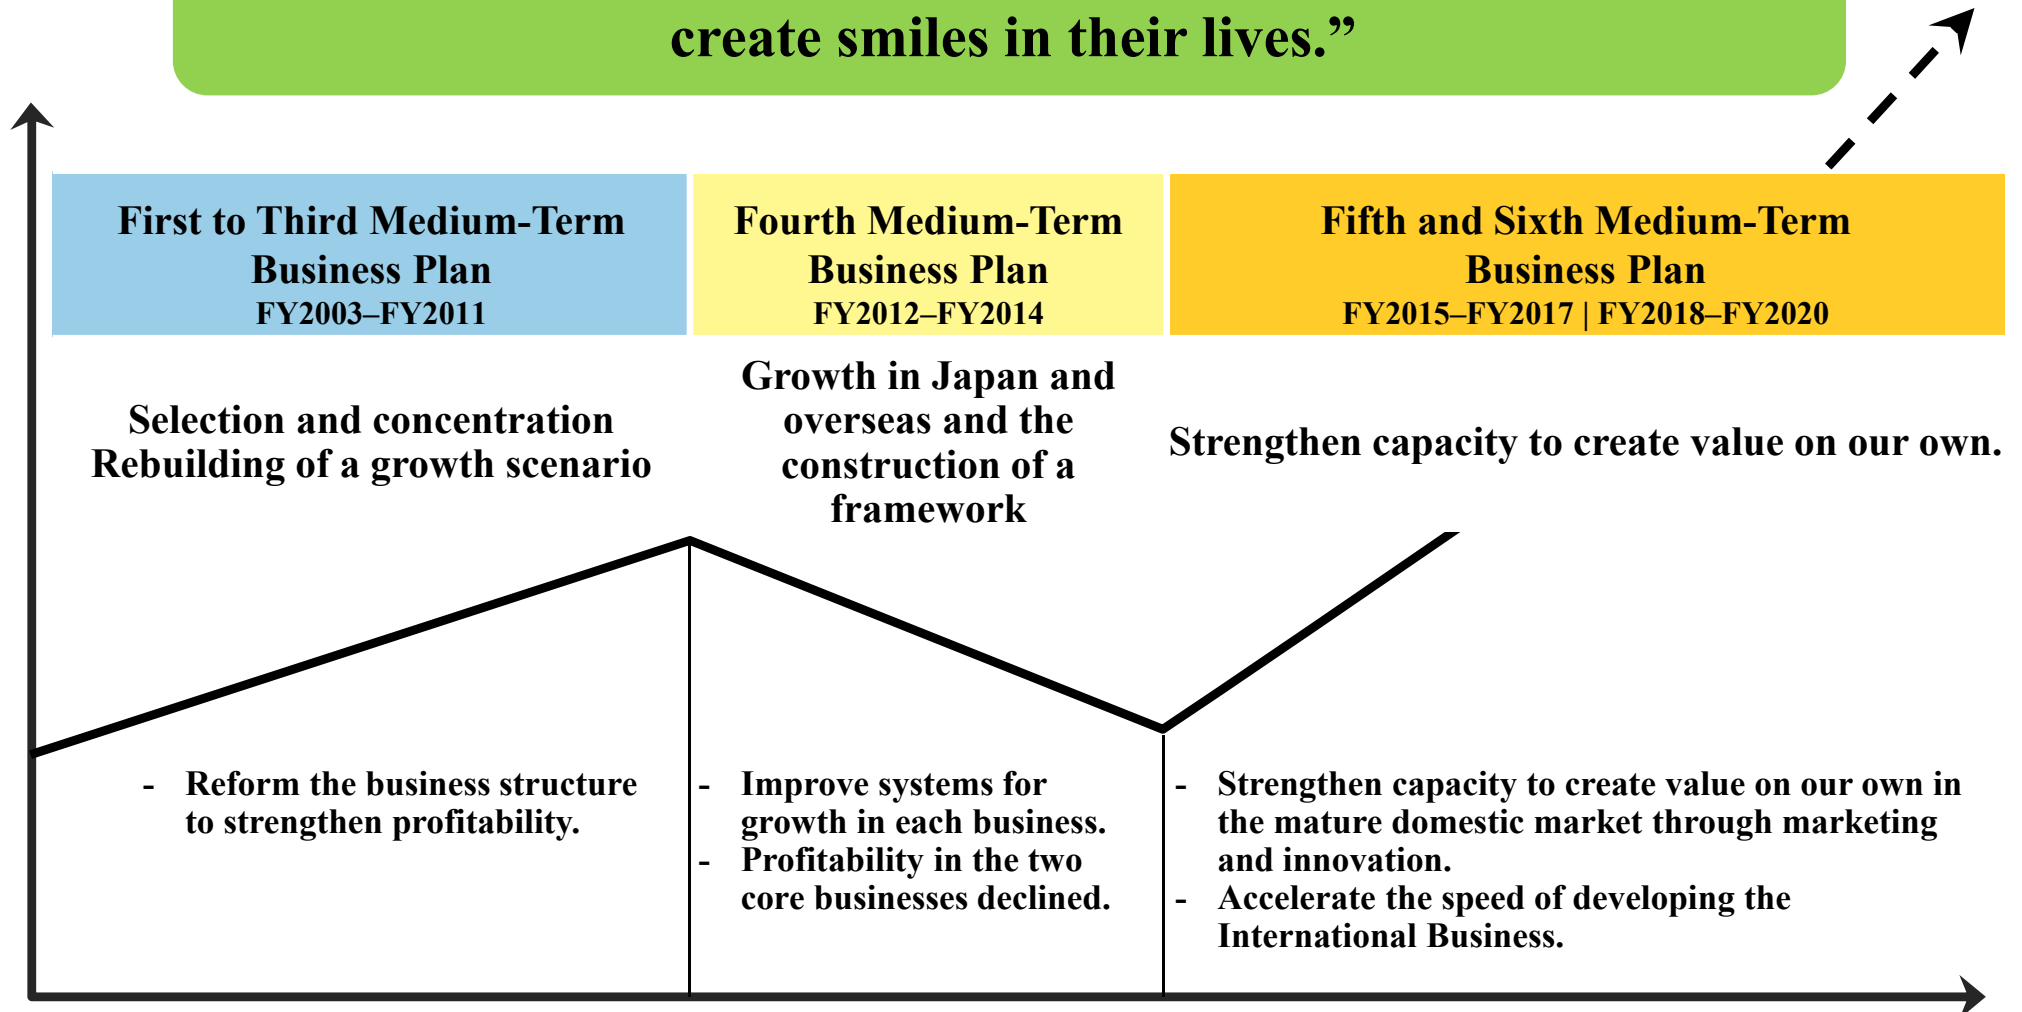 create smiles in their lives.”
First to Third Medium-Term
Business Plan
FY2003–FY2011
Fourth Medium-Term
Business Plan
FY2012–FY2014
Fifth and Sixth Medium-Term
Business Plan
FY2015–FY2017 | FY2018–FY2020
Selection and concentration
Rebuilding of a growth scenario
Growth in Japan and
overseas and the
construction of a
framework
Strengthen capacity to create value on our own.
- Reform the business structure
to strengthen profitability.
- Improve systems for
growth in each business.
- Profitability in the two
core businesses declined.
- Strengthen capacity to create value on our own in
the mature domestic market through marketing
and innovation.
- Accelerate the speed of developing the
International Business.